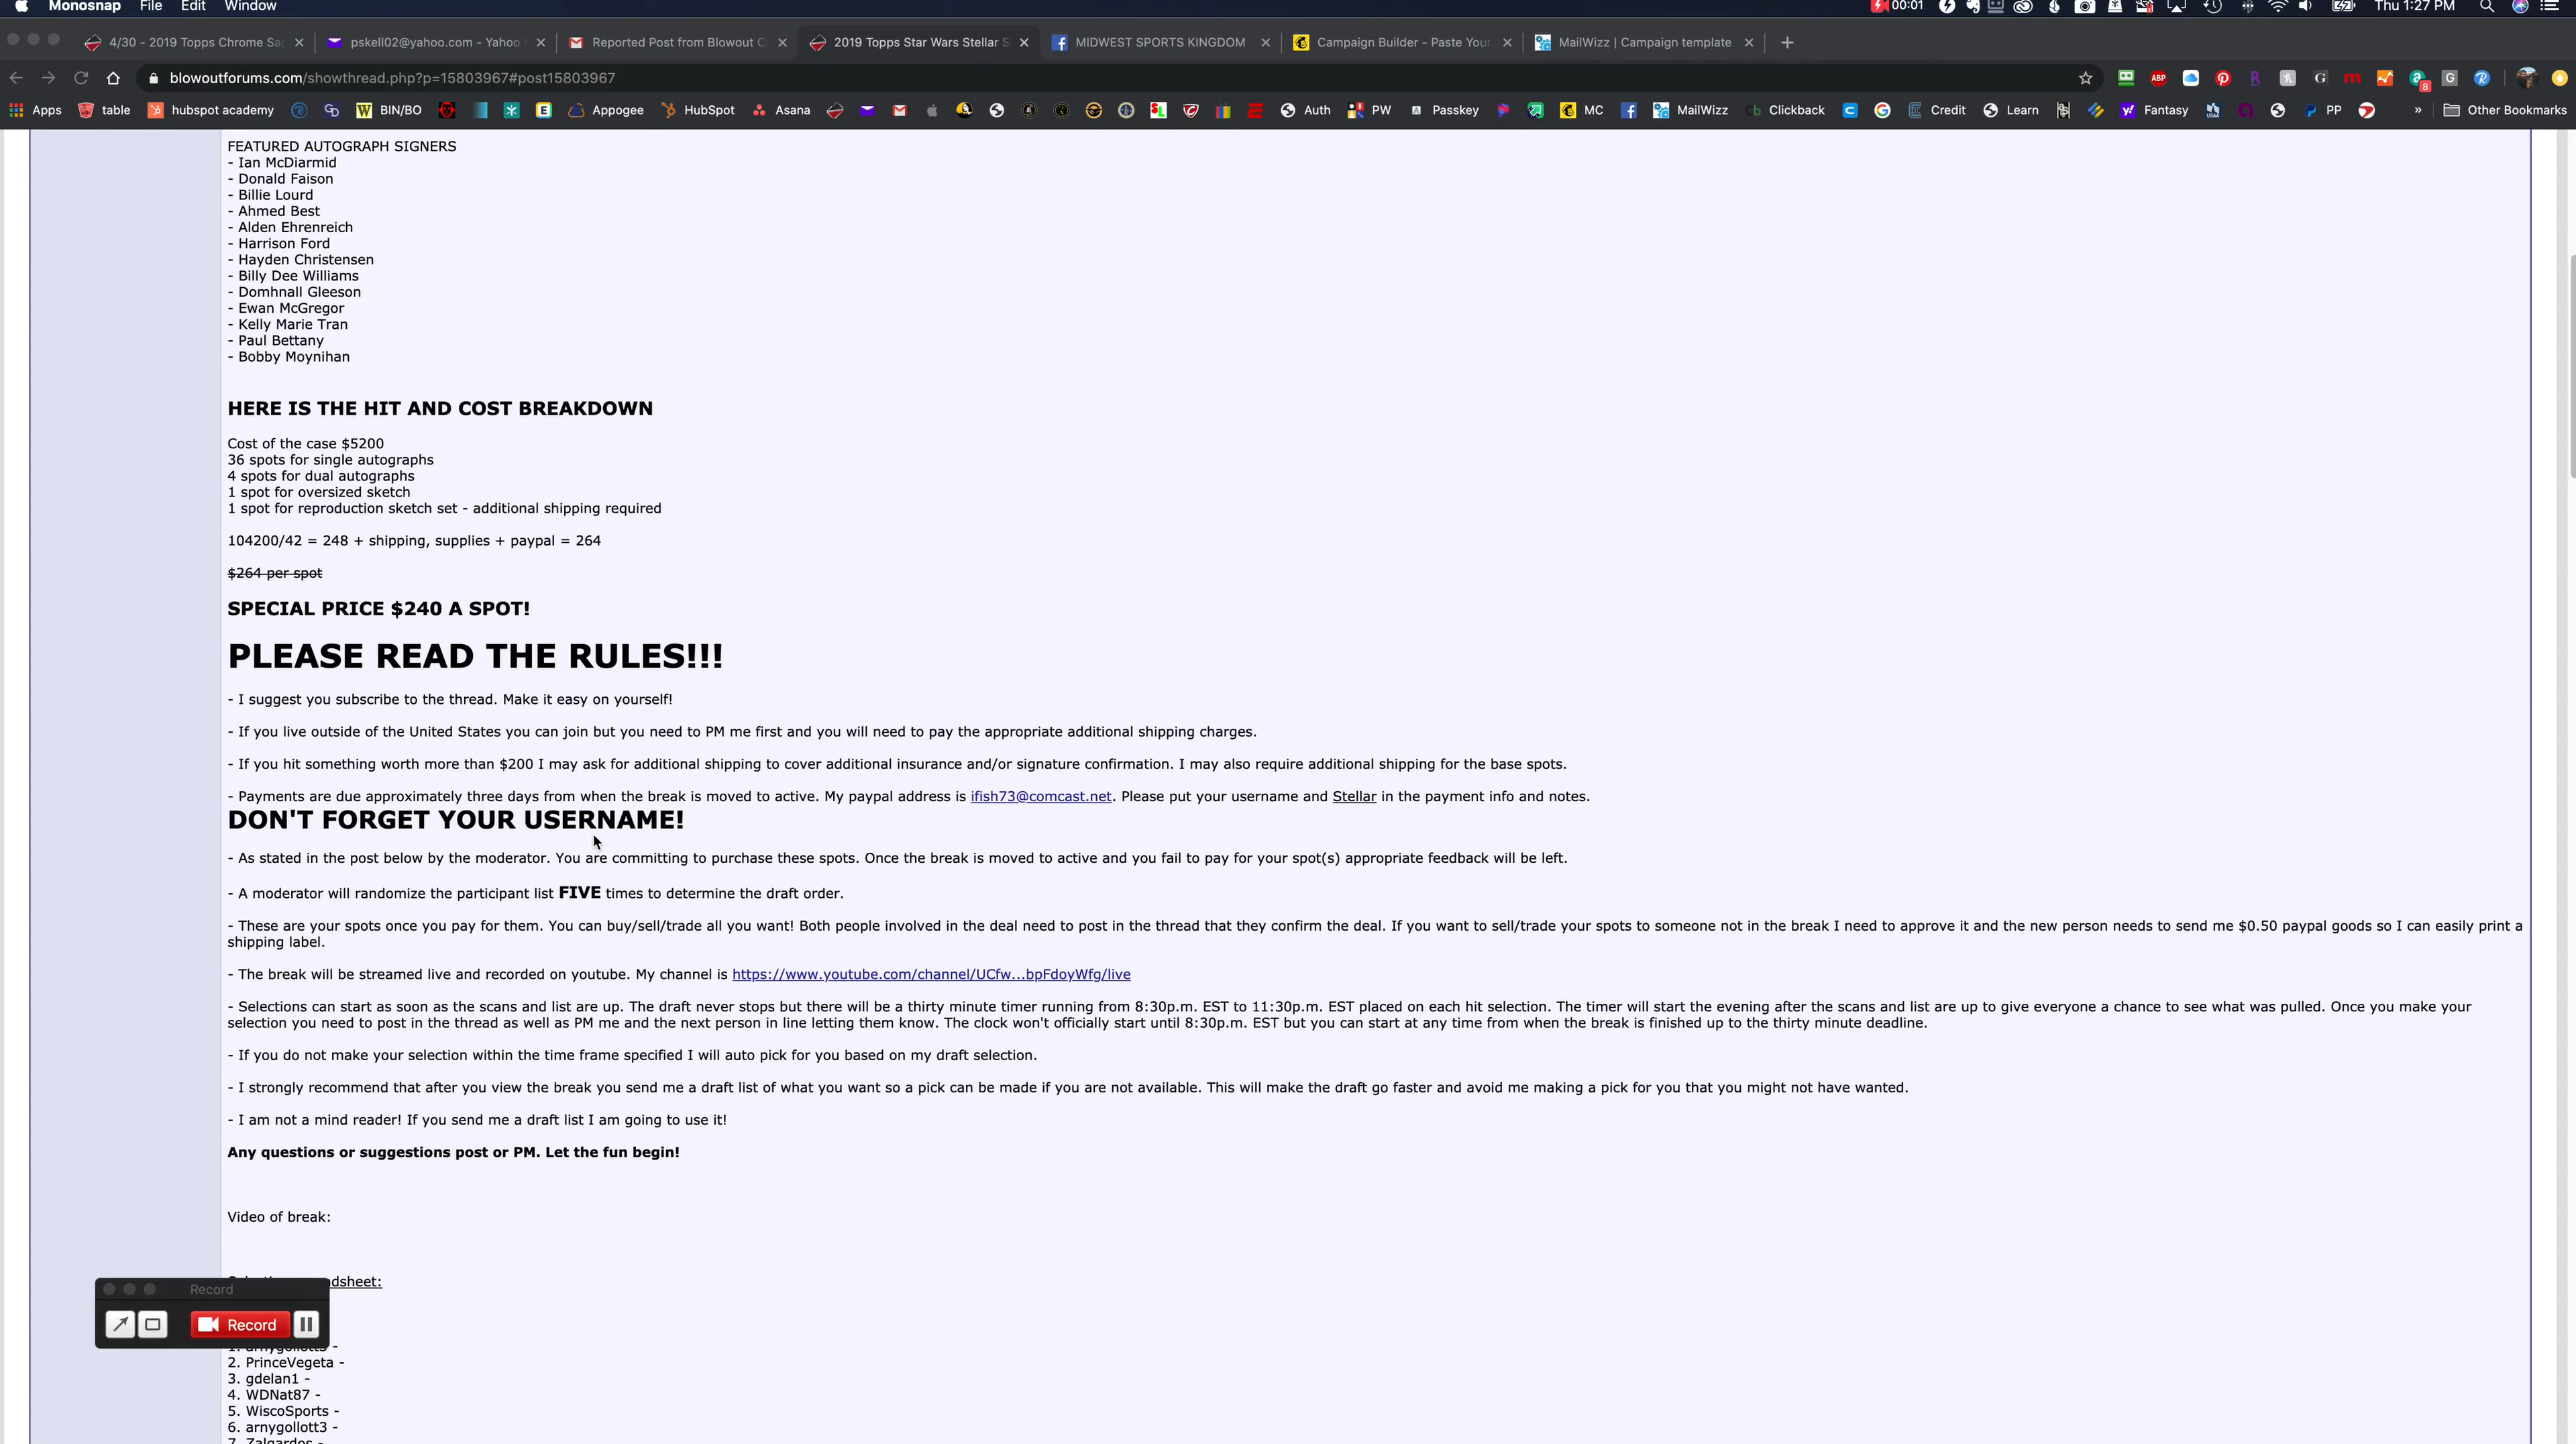 Monosnap File Edit Window 00:01 Thu 1:27 PM
4/30 - 2019 Topps Chrome Sa pskell02@yahoo.com - Yahoo Reported Post from Blowout C 2019 Topps Star Wars Stellar S MIDWEST SPORTS KINGDOM Campaign Builder - Paste Your MailWizz | Campaign template
blowoutforums.com/showthread.php?p=15803967#post15803967 ABP 8
Apps table hubspot academy BIN/BO Appogee HubSpot Asana Auth PW Passkey MC MailWizz Clickback Credit Learn Fantasy PP » Other Bookmarks
FEATURED AUTOGRAPH SIGNERS
- Ian McDiarmid
- Donald Faison
- Billie Lourd
- Ahmed Best
- Alden Ehrenreich
- Harrison Ford
- Hayden Christensen
- Billy Dee Williams
- Domhnall Gleeson
- Ewan McGregor
- Kelly Marie Tran
- Paul Bettany
- Bobby Moynihan
HERE IS THE HIT AND COST BREAKDOWN
Cost of the case $5200
36 spots for single autographs
4 spots for dual autographs
1 spot for oversized sketch
1 spot for reproduction sketch set - additional shipping required
104200/42 = 248 + shipping, supplies + paypal = 264
$264 per spot
SPECIAL PRICE $240 A SPOT!
PLEASE READ THE RULES!!!
- I suggest you subscribe to the thread. Make it easy on yourself!
- If you live outside of the United States you can join but you need to PM me first and you will need to pay the appropriate additional shipping charges.
- If you hit something worth more than $200 I may ask for additional shipping to cover additional insurance and/or signature confirmation. I may also require additional shipping for the base spots.
- Payments are due approximately three days from when the break is moved to active. My paypal address is ifish73@comcast.net. Please put your username and Stellar in the payment info and notes.
DON'T FORGET YOUR USERNAME!
- As stated in the post below by the moderator. You are committing to purchase these spots. Once the break is moved to active and you fail to pay for your spot(s) appropriate feedback will be left.
- A moderator will randomize the participant list FIVE times to determine the draft order.
- These are your spots once you pay for them. You can buy/sell/trade all you want! Both people involved in the deal need to post in the thread that they confirm the deal. If you want to sell/trade your spots to someone not in the break I need to approve it and the new person needs to send me $0.50 paypal goods so I can easily print a
shipping label.
- The break will be streamed live and recorded on youtube. My channel is https://www.youtube.com/channel/UCfw...bpFdoyWfg/live
- Selections can start as soon as the scans and list are up. The draft never stops but there will be a thirty minute timer running from 8:30p.m. EST to 11:30p.m. EST placed on each hit selection. The timer will start the evening after the scans and list are up to give everyone a chance to see what was pulled. Once you make your
selection you need to post in the thread as well as PM me and the next person in line letting them know. The clock won't officially start until 8:30p.m. EST but you can start at any time from when the break is finished up to the thirty minute deadline.
- If you do not make your selection within the time frame specified I will auto pick for you based on my draft selection.
- I strongly recommend that after you view the break you send me a draft list of what you want so a pick can be made if you are not available. This will make the draft go faster and avoid me making a pick for you that you might not have wanted.
- I am not a mind reader! If you send me a draft list I am going to use it!
Any questions or suggestions post or PM. Let the fun begin!
Video of break:
dsheet:
Record
Record
2. PrinceVegeta -
3. gdelan1 -
4. WDNat87 -
5. WiscoSports -
6. arnygollott3 -